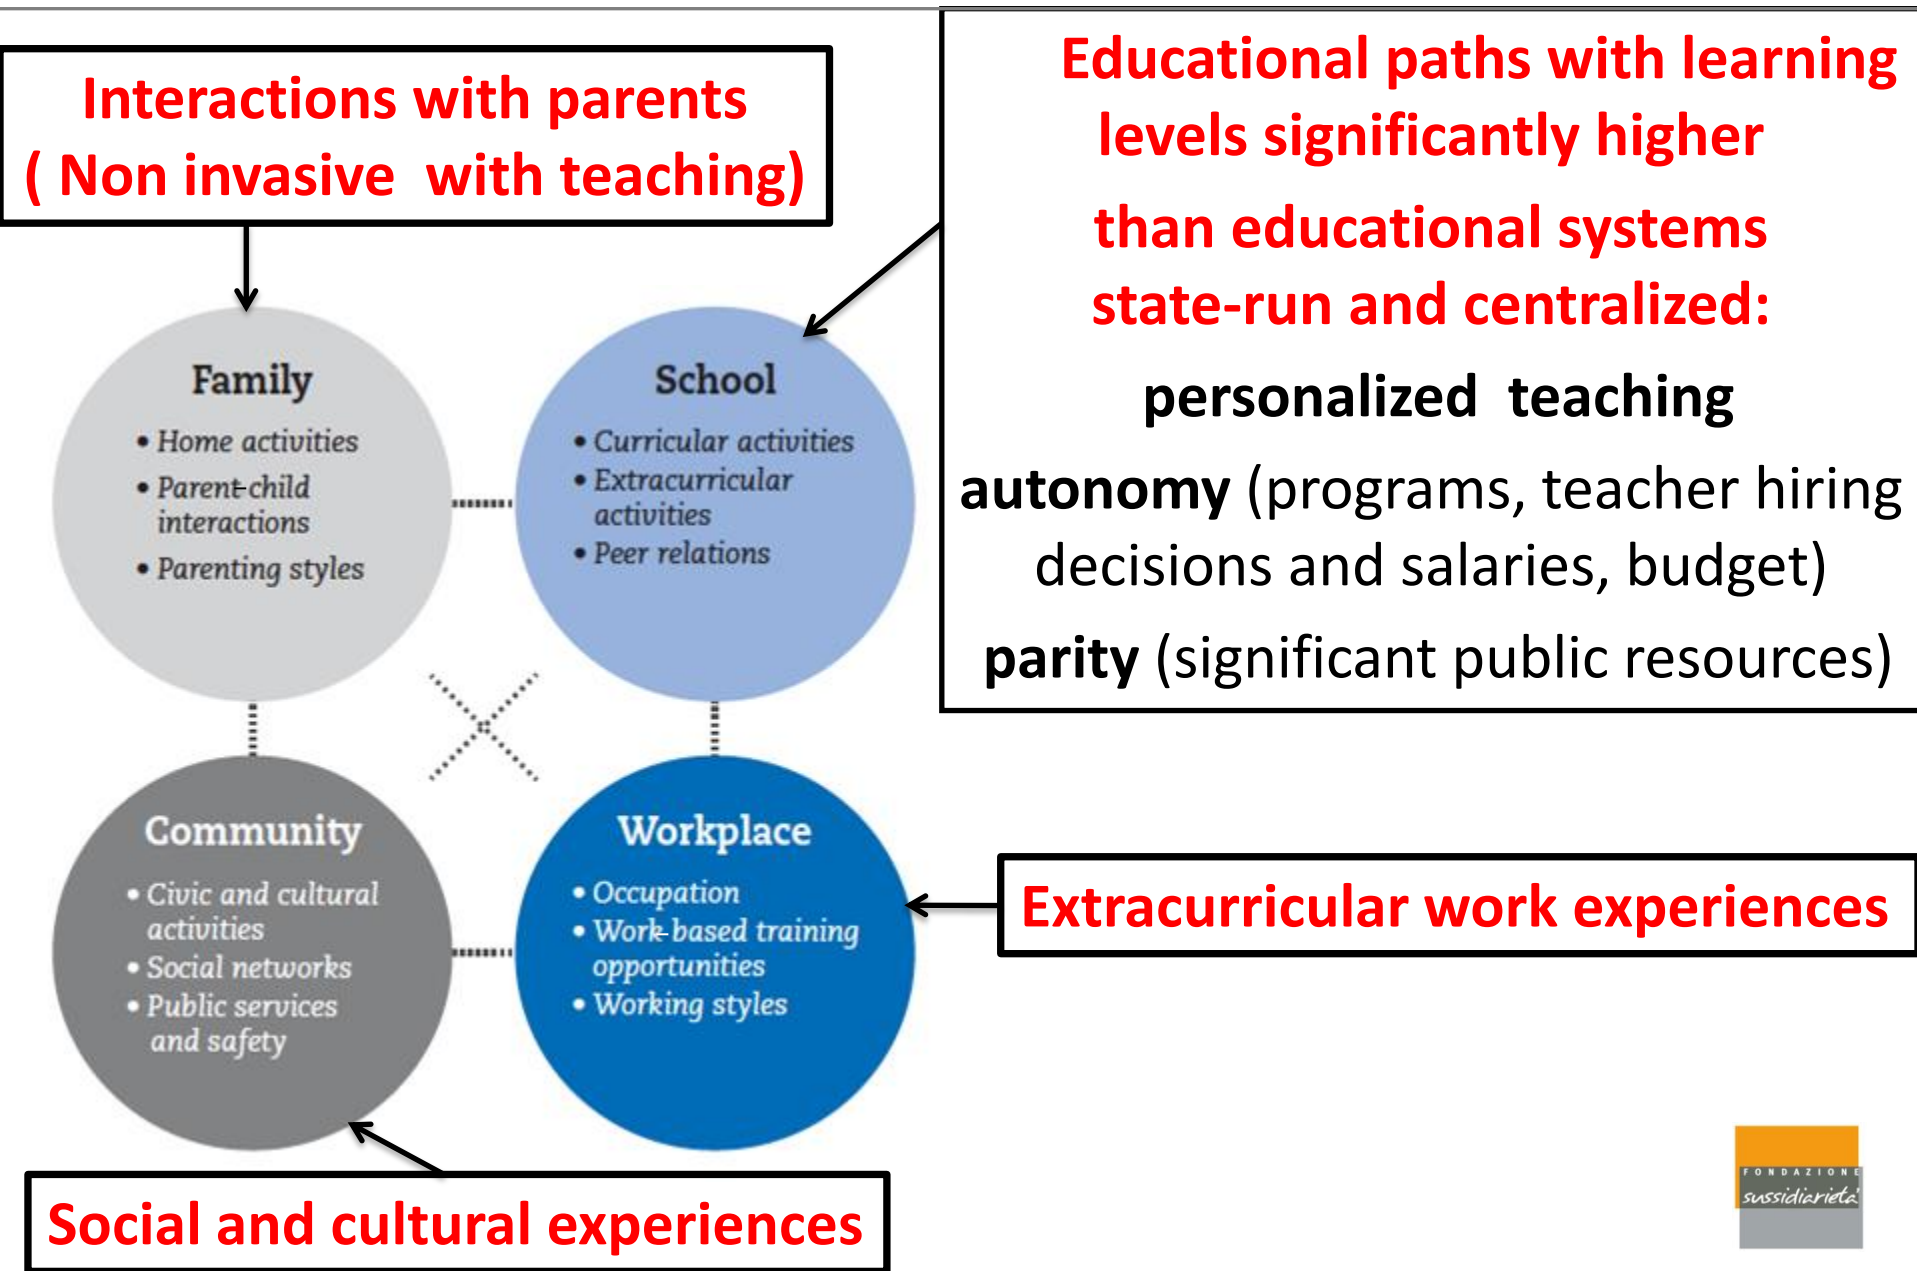 Interactions with parents
( Non invasive with teaching)
Educational paths with learning
levels significantly higher
than educational systems
state-run and centralized:
personalized teaching
autonomy (programs, teacher hiring
decisions and salaries, budget)
parity (significant public resources)
Family
• Home activities
• Parent-child
interactions
• Parenting styles
School
• Curricular activities
• Extracurricular
activities
• Peer relations
Community
• Civic and cultural
activities
• Social networks
• Public services
and safety
Workplace
• Occupation
• Work-based training
opportunities
• Working styles
Extracurricular work experiences
Social and cultural experiences
FONDAZIONE
sussidiarietà